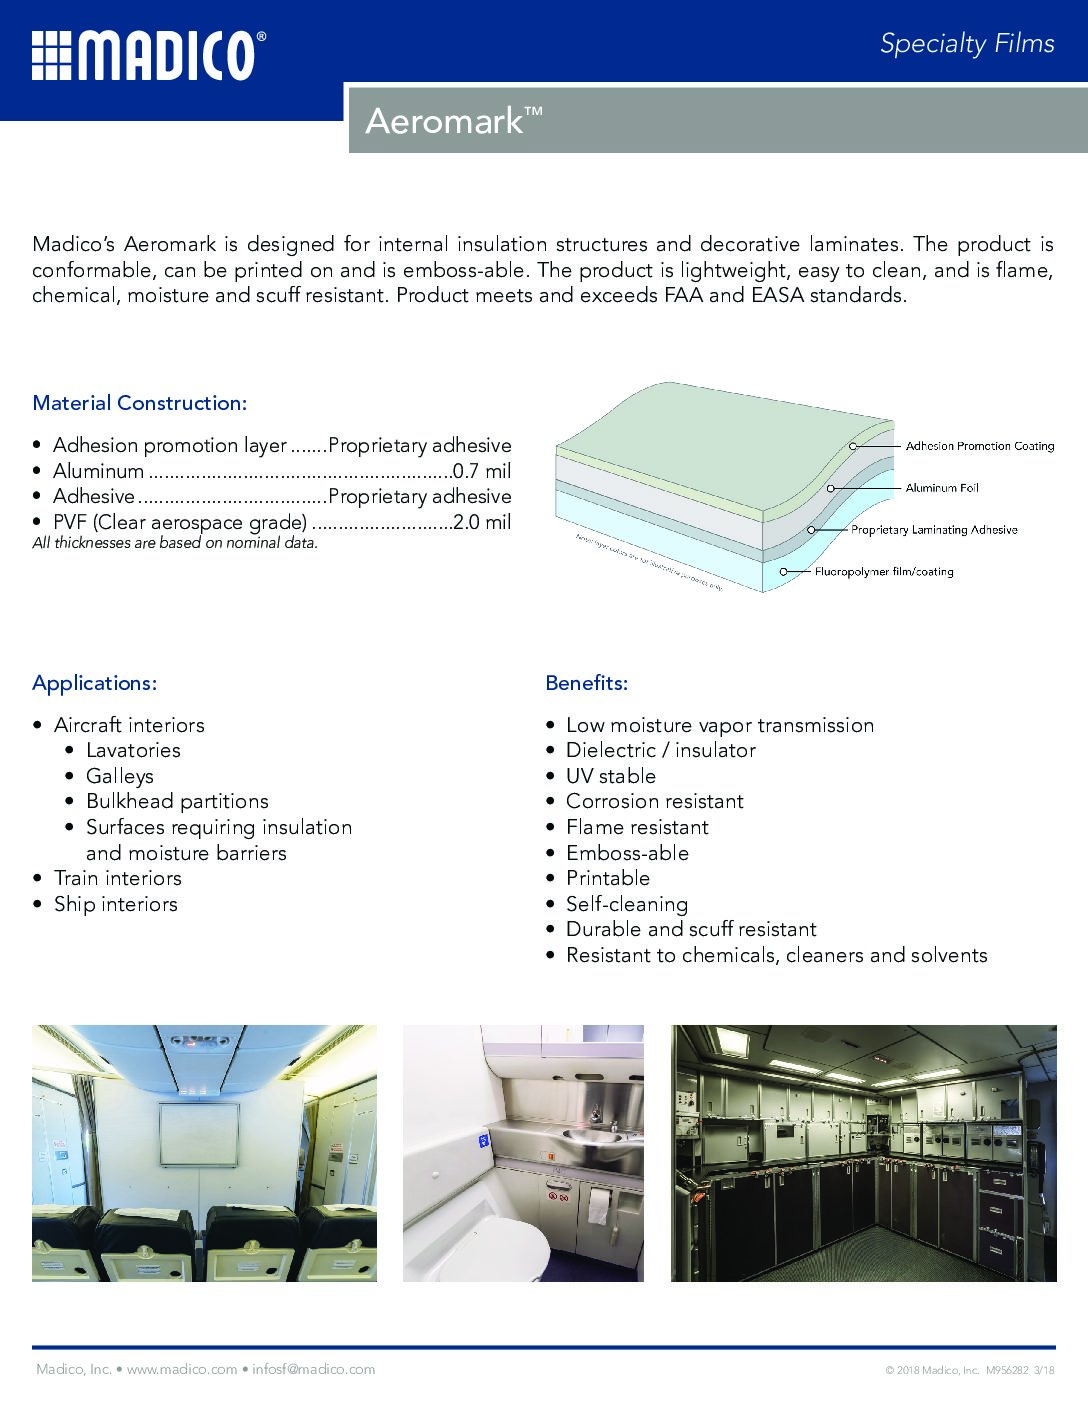 MADICO®
Specialty Films
Aeromark™
Madico’s Aeromark is designed for internal insulation structures and decorative laminates. The product is
conformable, can be printed on and is emboss-able. The product is lightweight, easy to clean, and is flame,
chemical, moisture and scuff resistant. Product meets and exceeds FAA and EASA standards.
Material Construction:
• Adhesion promotion layer .......Proprietary adhesive
• Aluminum ..........................................................0.7 mil
• Adhesive....................................Proprietary adhesive
• PVF (Clear aerospace grade) ...........................2.0 mil
All thicknesses are based on nominal data.
Adhesion Promotion Coating
Aluminum Foil
Proprietary Laminating Adhesive
Fluoropolymer film/coating
layer colors are for illustrative purposes only.
Applications:
• Aircraft interiors
• Lavatories
• Galleys
• Bulkhead partitions
• Surfaces requiring insulation
and moisture barriers
• Train interiors
• Ship interiors
Benefits:
• Low moisture vapor transmission
• Dielectric / insulator
• UV stable
• Corrosion resistant
• Flame resistant
• Emboss-able
• Printable
• Self-cleaning
• Durable and scuff resistant
• Resistant to chemicals, cleaners and solvents
Madico, Inc. • www.madico.com • infosf@madico.com
© 2018 Madico, Inc. M956282 3/18